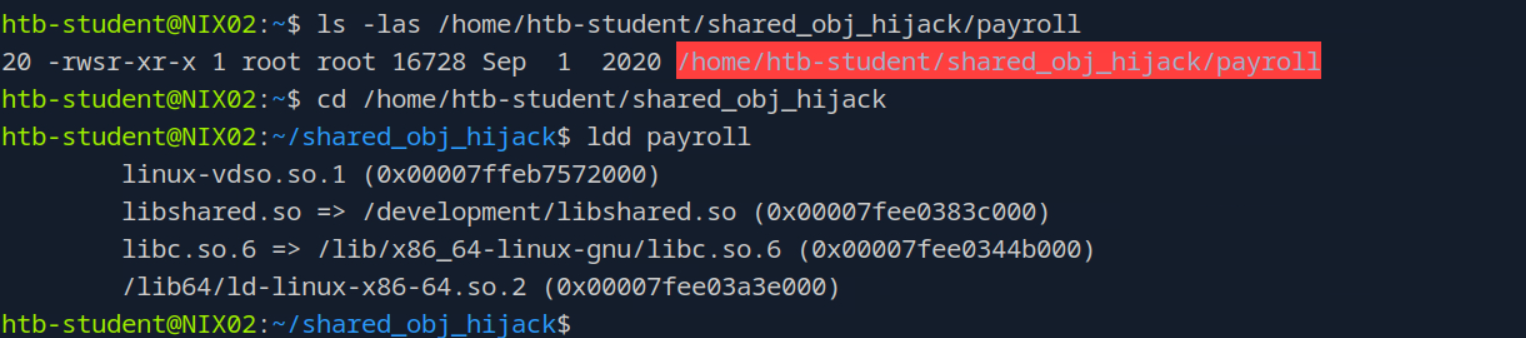 htb-student@NIX02:~$ ls -las /home/htb-student/shared_obj_hijack/payroll
20 -rwsr-xr-x 1 root root 16728 Sep  1  2020 /home/htb-student/shared_obj_hijack/payroll
htb-student@NIX02:~$ cd /home/htb-student/shared_obj_hijack
htb-student@NIX02:~/shared_obj_hijack$ ldd payroll
        linux-vdso.so.1 (0x00007ffeb7572000)
        libshared.so => /development/libshared.so (0x00007fee0383c000)
        libc.so.6 => /lib/x86_64-linux-gnu/libc.so.6 (0x00007fee0344b000)
        /lib64/ld-linux-x86-64.so.2 (0x00007fee03a3e000)
htb-student@NIX02:~/shared_obj_hijack$